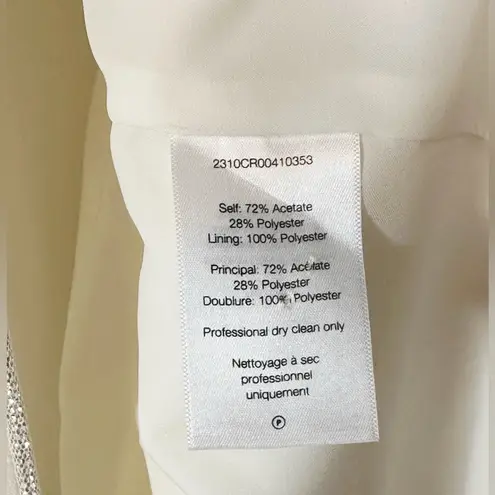 2310CR00410353
Self: 72% Acetate
28% Polyester
Lining: 100% Polyester
Principal: 72% Acetate
28% Polyester
Doublure: 100% Polyester
Professional dry clean only
Nettoyage à sec
professionnel
uniquement
P